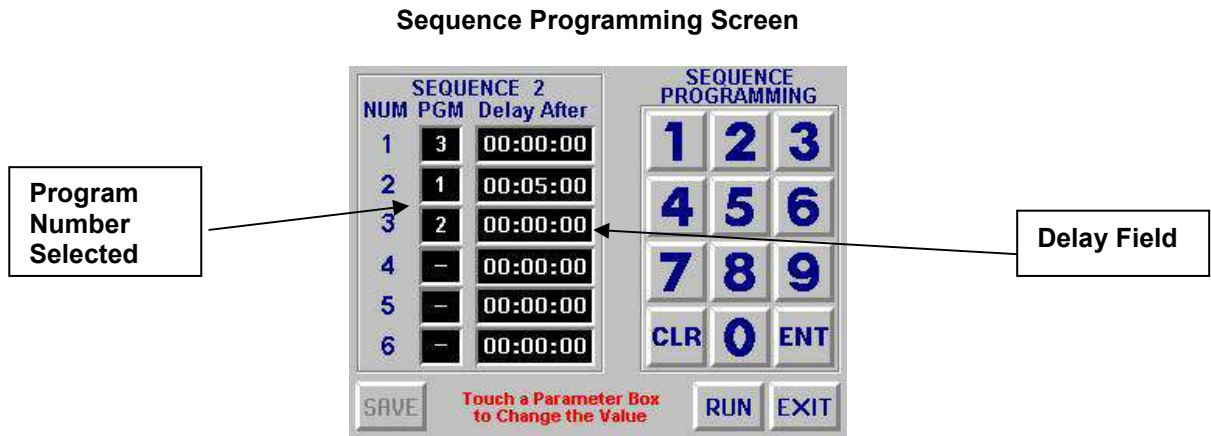 Sequence Programming Screen
SEQUENCE 2
NUM PGM Delay After
1 3 00:00:00
2 1 00:05:00
3 2 00:00:00
4 – 00:00:00
5 – 00:00:00
6 – 00:00:00
SEQUENCE
PROGRAMMING
1 2 3
4 5 6
7 8 9
CLR 0 ENT
SAVE
Touch a Parameter Box
to Change the Value
RUN EXIT
Program
Number
Selected
Delay Field